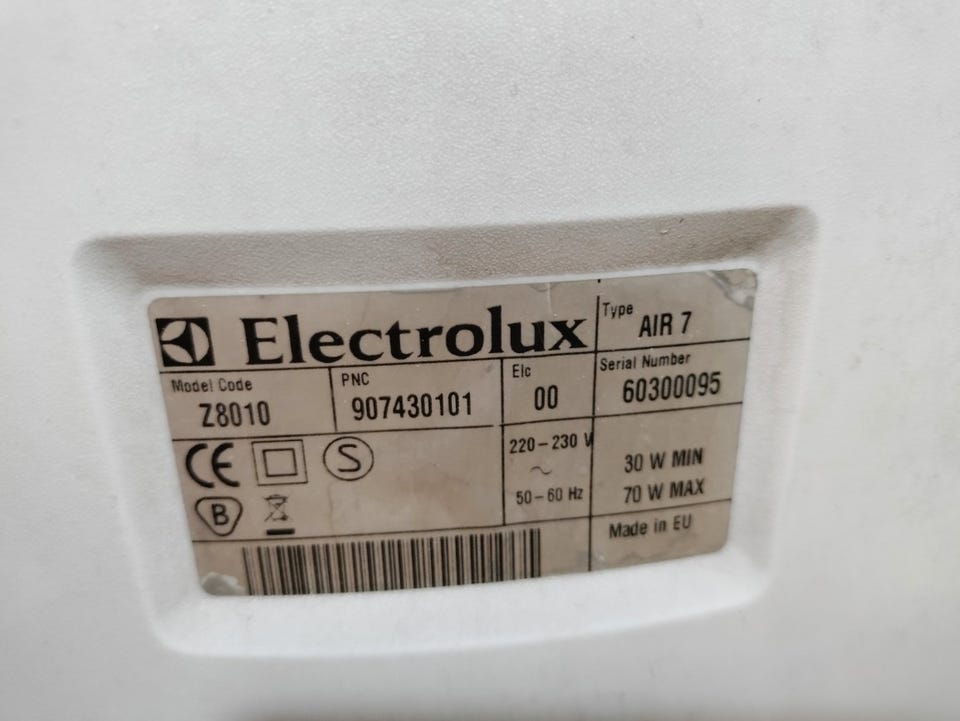 Electrolux
Type AIR 7
Model Code Z8010
PNC 907430101
Elc 00
Serial Number 60300095
CE
S
B
220-230 V
~
50-60 Hz
30 W MIN
70 W MAX
Made in EU